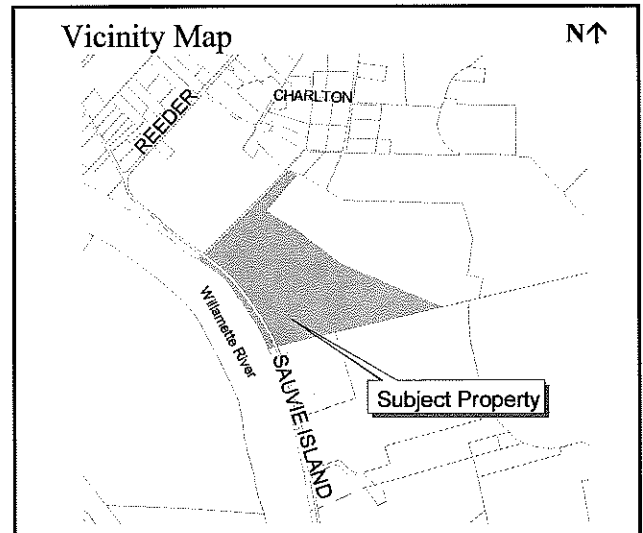 Vicinity Map
N↑
CHARLTON
REEDER
Willamette River
SAUVIE ISLAND
Subject Property